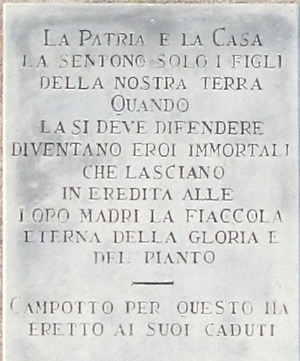 LA PATRIA E LA CASA
LA SENTONO SOLO I FIGLI
DELLA NOSTRA TERRA
QUANDO
LA SI DEVE DIFENDERE
DIVENTANO EROI IMMORTALI
CHE LASCIANO
IN EREDITA ALLE
LOPO MADRI LA FIACCOLA
ETERNA DELLA GLORIA E
DEL PIANTO
CAMPOTTO PER QUESTO HA
ERETTO AI SUOI CADUTI